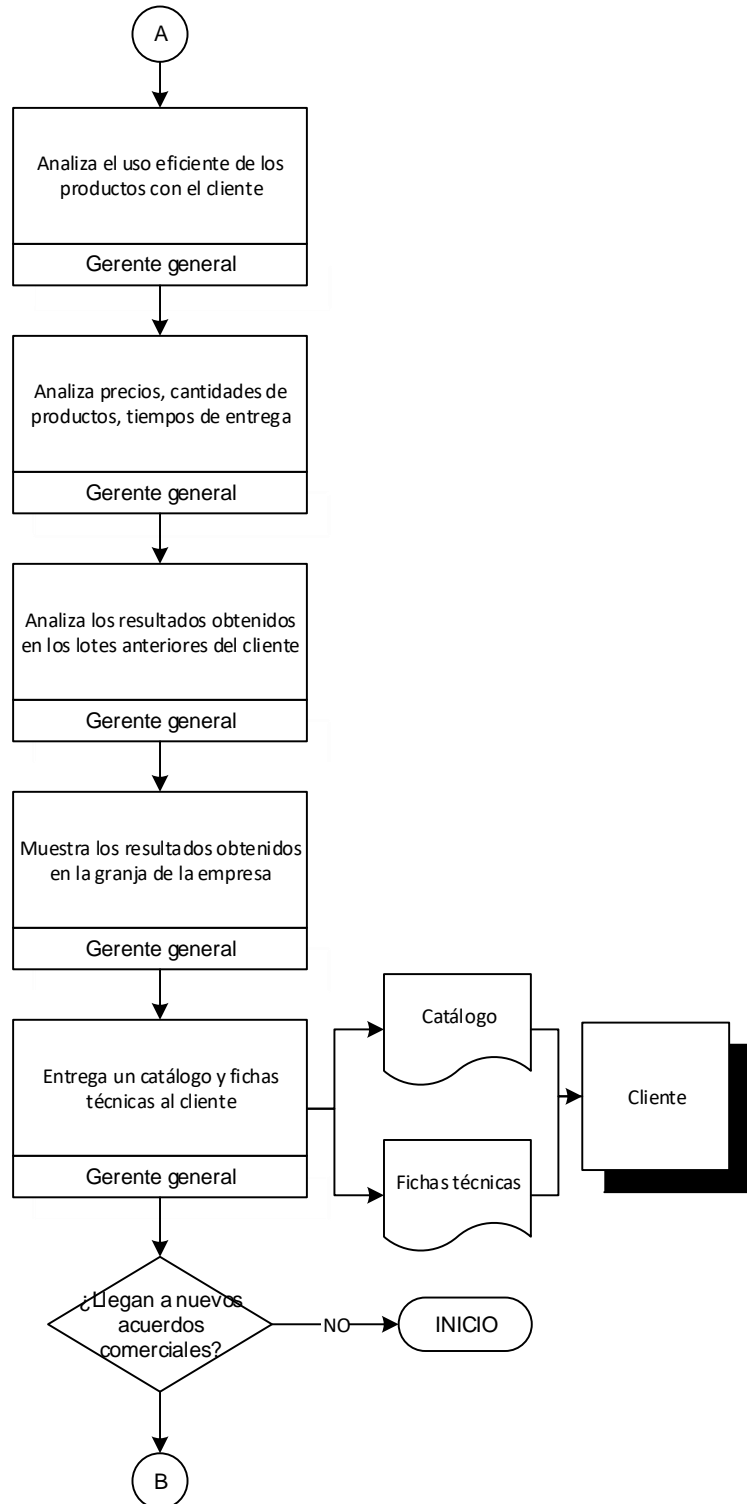 A
Analiza el uso eficiente de los
productos con el cliente
Gerente general
Analiza precios, cantidades de
productos, tiempos de entrega
Gerente general
Analiza los resultados obtenidos
en los lotes anteriores del cliente
Gerente general
Muestra los resultados obtenidos
en la granja de la empresa
Gerente general
Entrega un catálogo y fichas
técnicas al cliente
Gerente general
Catálogo
Fichas técnicas
Cliente
¿Llegan a nuevos
acuerdos
comerciales?
NO
INICIO
B